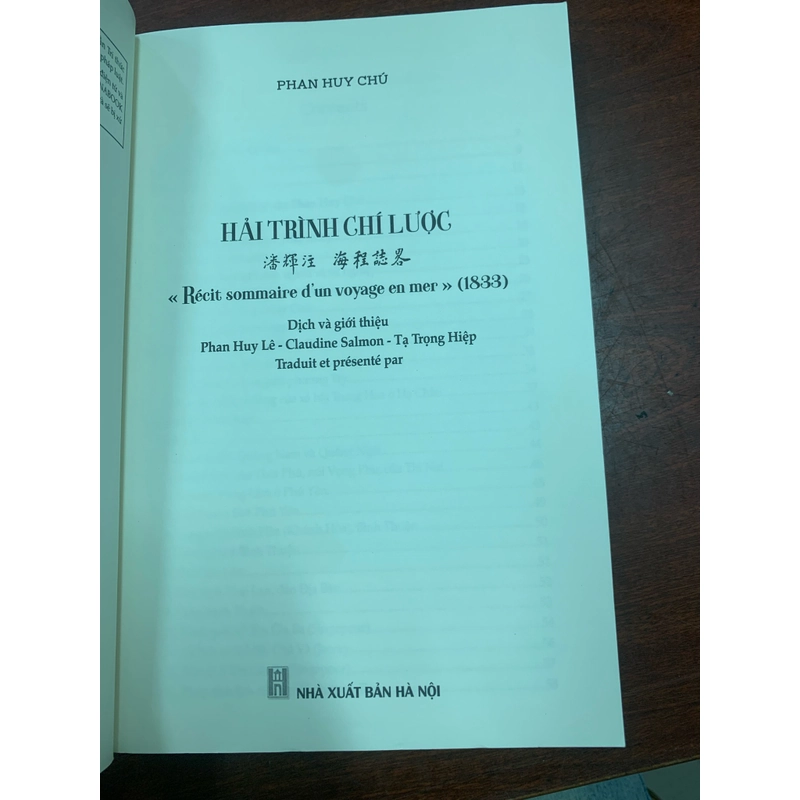 PHAN HUY CHÚ
HẢI TRÌNH CHÍ LƯỢC
潘輝注 海程誌畧
« Récit sommaire d'un voyage en mer » (1833)
Dịch và giới thiệu
Phan Huy Lê - Claudine Salmon - Tạ Trọng Hiệp
Traduit et présenté par
NHÀ XUẤT BẢN HÀ NỘI